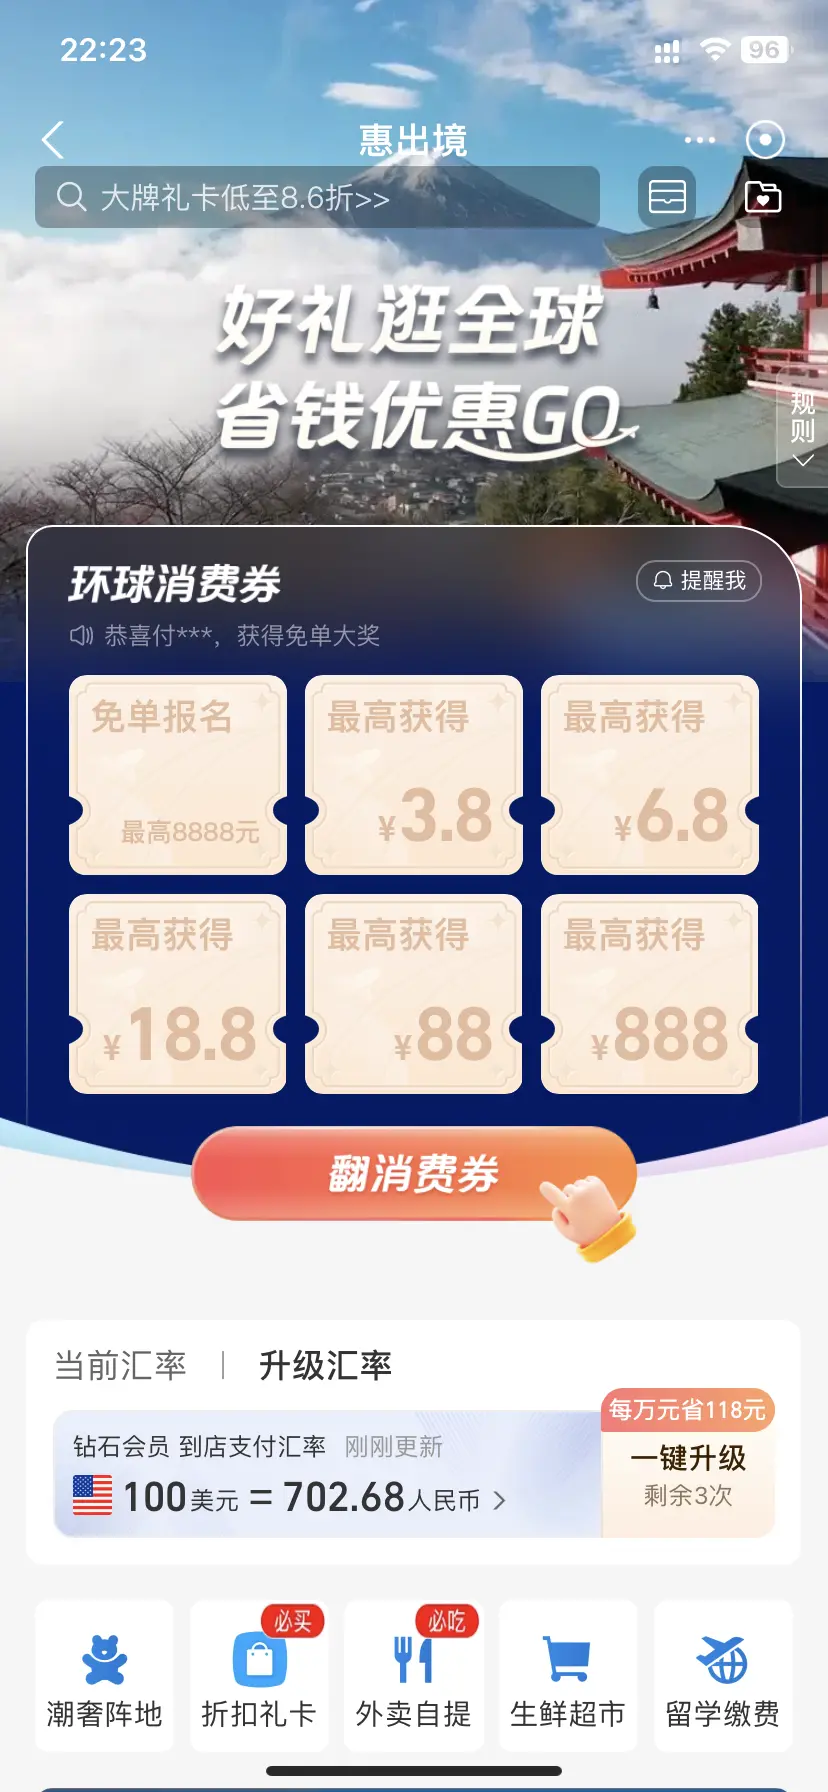 22:23
96
惠出境
大牌礼卡低至8.6折>>
好礼逛全球
省钱优惠GO
规则
环球消费券
提醒我
恭喜付***，获得免单大奖
免单报名
最高8888元
最高获得
¥3.8
最高获得
¥6.8
最高获得
¥18.8
最高获得
¥88
最高获得
¥888
翻消费券
当前汇率
升级汇率
每万元省118元
钻石会员 到店支付汇率 刚刚更新
100美元 = 702.68人民币 >
一键升级
剩余3次
潮奢阵地
必买
折扣礼卡
必吃
外卖自提
生鲜超市
留学缴费